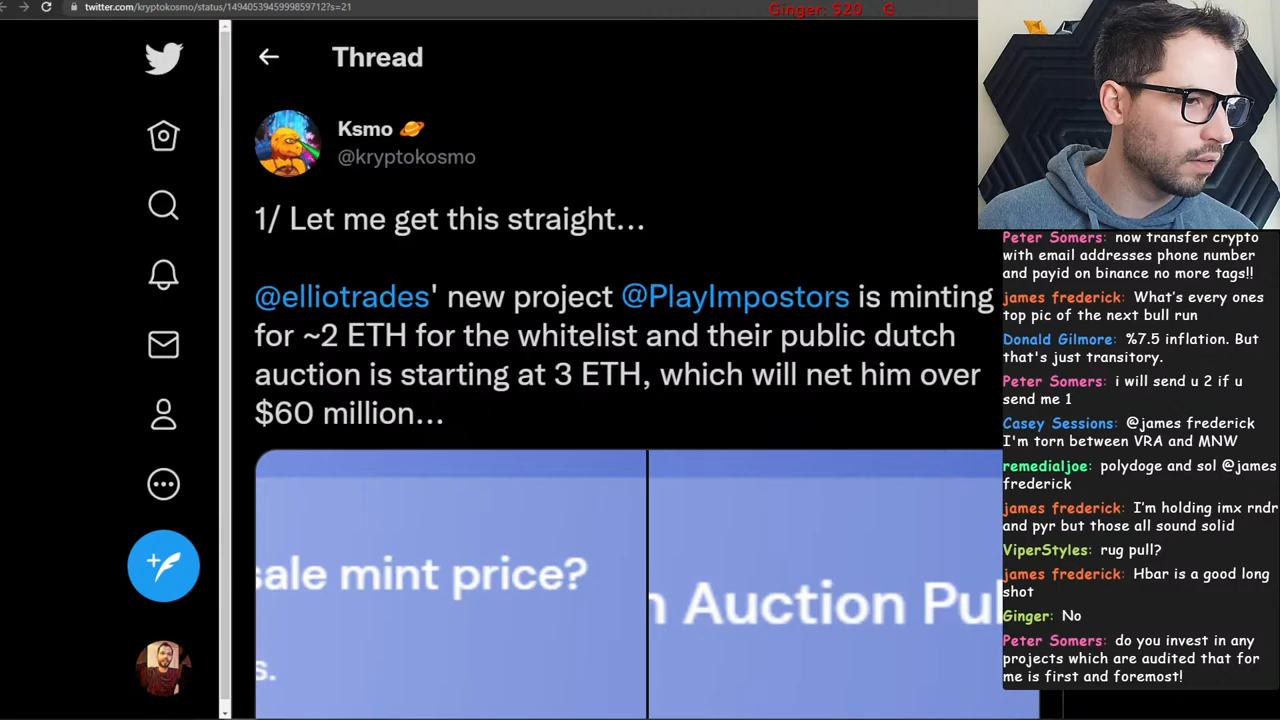 twitter.com/kryptokosmo/status/1494053945999859712?s=21
Ginger: $20
Thread
Ksmo
@kryptokosmo
1/ Let me get this straight...
@elliotrades' new project @PlayImpostors is minting
for ~2 ETH for the whitelist and their public dutch
auction is starting at 3 ETH, which will net him over
$60 million...
sale mint price?
s.
n Auction Pu
Peter Somers: now transfer crypto
with email addresses phone number
and payid on binance no more tags!!
james frederick: What's every ones
top pic of the next bull run
Donald Gilmore: %7.5 inflation. But
that's just transitory.
Peter Somers: i will send u 2 if u
send me 1
Casey Sessions: @james frederick
I'm torn between VRA and MNW
remedialjoe: polydoge and sol @james
frederick
james frederick: I'm holding imx rndr
and pyr but those all sound solid
ViperStyles: rug pull?
james frederick: Hbar is a good long
shot
Ginger: No
Peter Somers: do you invest in any
projects which are audited that for
me is first and foremost!